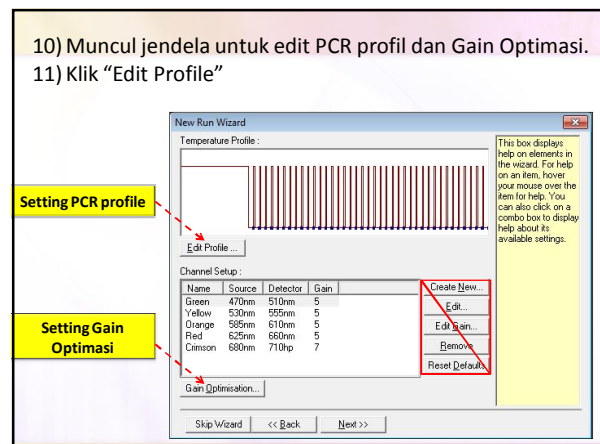 10) Muncul jendela untuk edit PCR profil dan Gain Optimasi.
11) Klik “Edit Profile”
New Run Wizard
Temperature Profile :
This box displays
help on elements in
the wizard. For help
on an item, hover
your mouse over the
item for help. You
can also click on a
combo box to display
help about its
available settings.
Setting PCR profile
Edit Profile ...
Channel Setup :
Name Source Detector Gain
Green 470nm 510nm 5
Yellow 530nm 555nm 5
Orange 585nm 610nm 5
Red 625nm 660nm 5
Crimson 680nm 710hp 7
Create New...
Edit...
Edit Gain...
Remove
Reset Defaults
Setting Gain
Optimasi
Gain Optimisation...
Skip Wizard
<< Back
Next >>